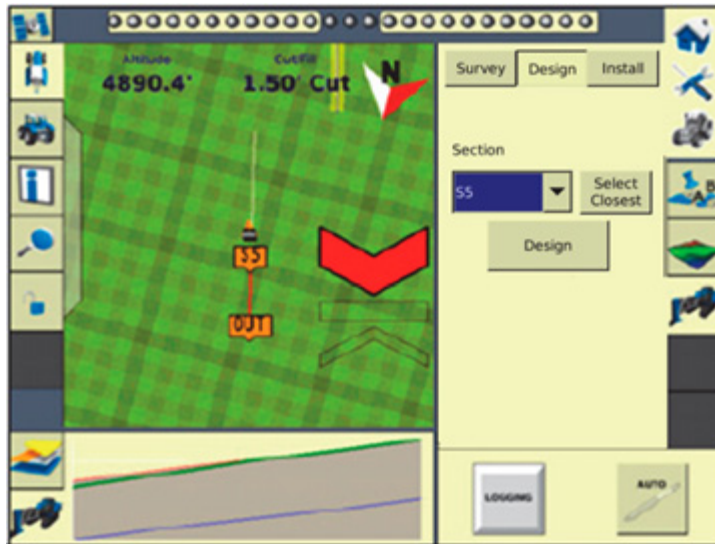 Altitude
4890.4'
Cut/Fill
1.50' Cut
N
Survey
Design
Install
Section
S5
Select
Closest
Design
S5
OUT
A B
LOGGING
AUTO